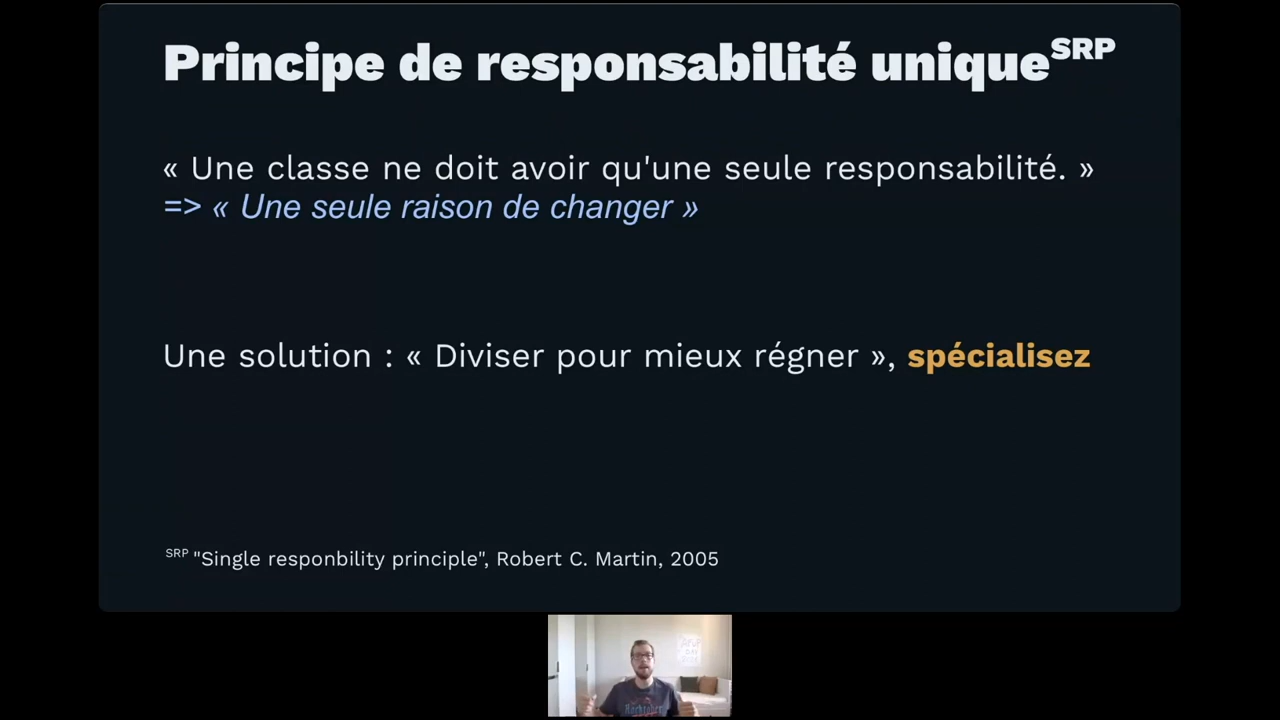 Principe de responsabilité unique^SRP
« Une classe ne doit avoir qu'une seule responsabilité. »
=> « Une seule raison de changer »
Une solution : « Diviser pour mieux régner », spécialisez
SRP "Single responbility principle", Robert C. Martin, 2005